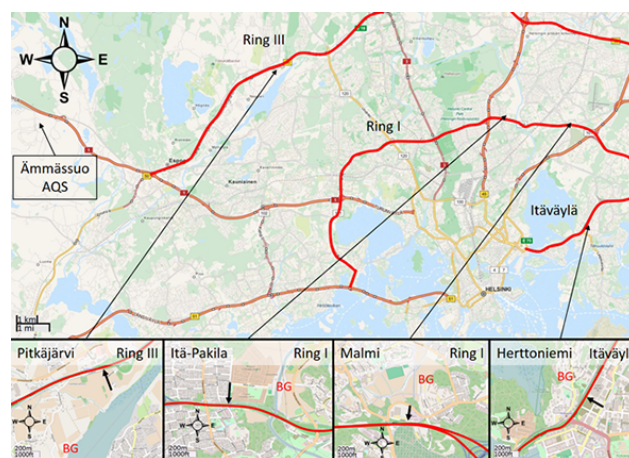 N
W E
S
Ring III
Ring I
Ämmässuo
AQS
Espoo
Kauniainen
Itäväylä
HELSINKI
1 km
1 mi
Pitkäjärvi Ring III
BG
N
W E
S
200m
1000ft
Itä-Pakila Ring I
BG
N
W E
S
200m
1000ft
Malmi Ring I
BG
N
W E
S
200m
1000ft
Herttoniemi Itäväyl
BG
N
W E
S
200m
1000ft